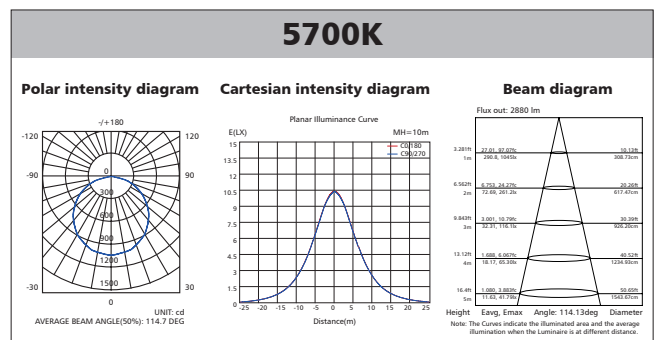 5700K
Polar intensity diagram
Cartesian intensity diagram
Beam diagram
-/+180
-120
120
-90
90
-30
30
0
0
300
600
900
1200
1500
UNIT: cd
AVERAGE BEAM ANGLE(50%): 114.7 DEG
Planar Illuminance Curve
E(LX)
MH=10m
C0/180
C90/270
15
13.5
12
10.5
9
7.5
6
4.5
3
1.5
0
-25 -20 -15 -10 -5 0 5 10 15 20 25
Distance(m)
Flux out: 2880 lm
3.281ft 27.01, 97.07fc 10.13ft
1m 290.8, 1045lx 308.73cm
6.562ft 6.753, 24.27fc 20.26ft
2m 72.69, 261.2lx 617.47cm
9.843ft 3.001, 10.79fc 30.39ft
3m 32.31, 116.1lx 926.20cm
13.12ft 1.688, 6.067fc 40.52ft
4m 18.17, 65.30lx 1234.93cm
16.4ft 1.080, 3.883fc 50.65ft
5m 11.63, 41.79lx 1543.67cm
Height Eavg, Emax Angle: 114.13deg Diameter
Note: The Curves indicate the illuminated area and the average
illumination when the Luminaire is at different distance.